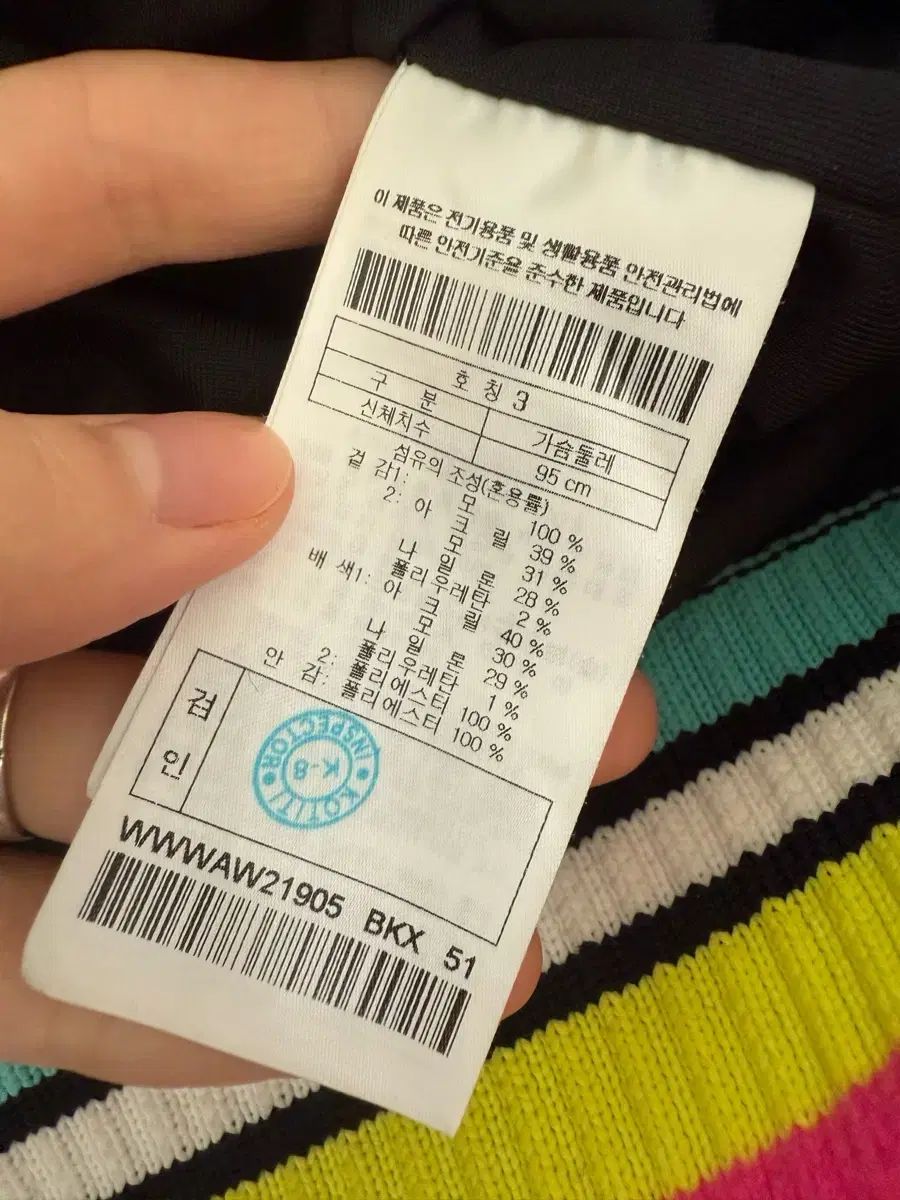 이 제품은 전기용품 및 생활용품 안전관리법에
따른 안전기준을 준수한 제품입니다
호 칭 3
구 분 가슴둘레
신체치수 95 cm
섬유의 조성(혼용률)
겉 감1: 모 100 %
2: 아 크 릴 39 %
모 31 %
나 일 론 28 %
폴리우레탄 2 %
배 색1: 아 크 릴 40 %
모 30 %
나 일 론 29 %
폴리우레탄 1 %
2: 폴리에스터 100 %
안 감: 폴리에스터 100 %
검 인
KOTITI INSPECTOR
K-8
WWWAW21905 BKX 51